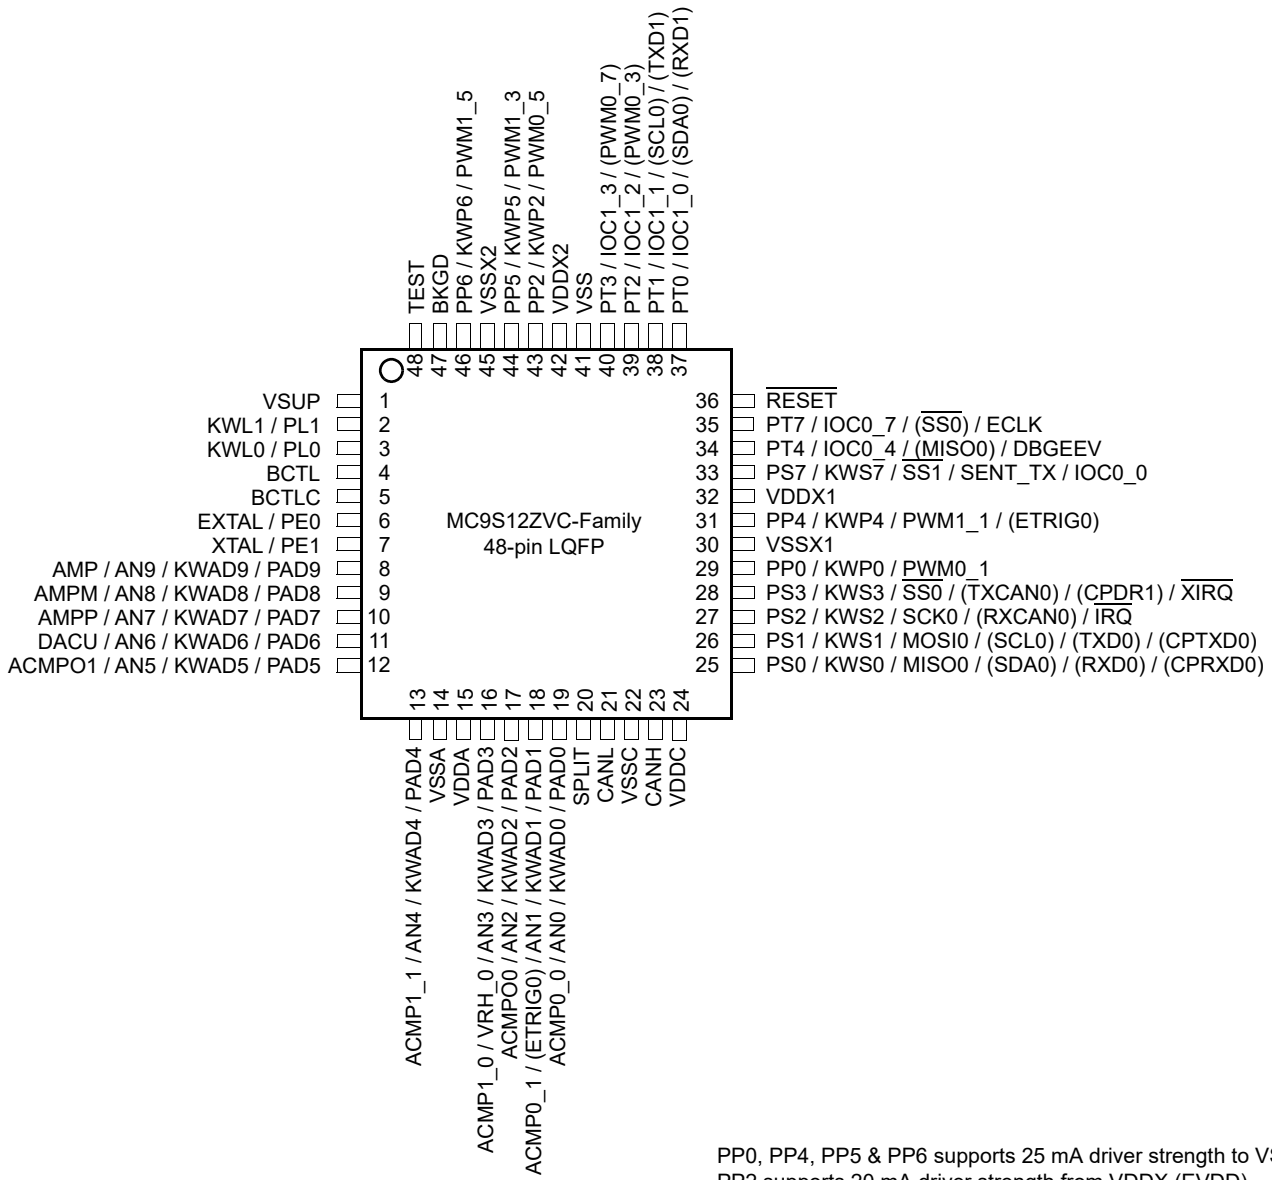 PP6 / KWP6 / PWM1_5
PP5 / KWP5 / PWM1_3
PP2 / KWP2 / PWM0_5
PT3 / IOC1_3 / (PWM0_7)
PT2 / IOC1_2 / (PWM0_3)
PT1 / IOC1_1 / (SCL0) / (TXD1)
PT0 / IOC1_0 / (SDA0) / (RXD1)
TEST
BKGD
VSSX2
VDDX2
VSS
48
47
46
45
44
43
42
41
40
39
38
37
VSUP 1
KWL1 / PL1 2
KWL0 / PL0 3
BCTL 4
BCTLC 5
EXTAL / PE0 6
XTAL / PE1 7
AMP / AN9 / KWAD9 / PAD9 8
AMPM / AN8 / KWAD8 / PAD8 9
AMPP / AN7 / KWAD7 / PAD7 10
DACU / AN6 / KWAD6 / PAD6 11
ACMPO1 / AN5 / KWAD5 / PAD5 12
MC9S12ZVC-Family
48-pin LQFP
36 RESET
35 PT7 / IOC0_7 / (SS0) / ECLK
34 PT4 / IOC0_4 / (MISO0) / DBGEEV
33 PS7 / KWS7 / SS1 / SENT_TX / IOC0_0
32 VDDX1
31 PP4 / KWP4 / PWM1_1 / (ETRIG0)
30 VSSX1
29 PP0 / KWP0 / PWM0_1
28 PS3 / KWS3 / SS0 / (TXCAN0) / (CPDR1) / XIRQ
27 PS2 / KWS2 / SCK0 / (RXCAN0) / IRQ
26 PS1 / KWS1 / MOSI0 / (SCL0) / (TXD0) / (CPTXD0)
25 PS0 / KWS0 / MISO0 / (SDA0) / (RXD0) / (CPRXD0)
13
14
15
16
17
18
19
20
21
22
23
24
ACMP1_1 / AN4 / KWAD4 / PAD4
VSSA
VDDA
ACMP1_0 / VRH_0 / AN3 / KWAD3 / PAD3
ACMPO0 / AN2 / KWAD2 / PAD2
ACMP0_1 / (ETRIG0) / AN1 / KWAD1 / PAD1
ACMP0_0 / AN0 / KWAD0 / PAD0
SPLIT
CANL
VSSC
CANH
VDDC
PP0, PP4, PP5 & PP6 supports 25 mA driver strength to
PP2 supports 20 mA driver strength from VDDX (EVDD)